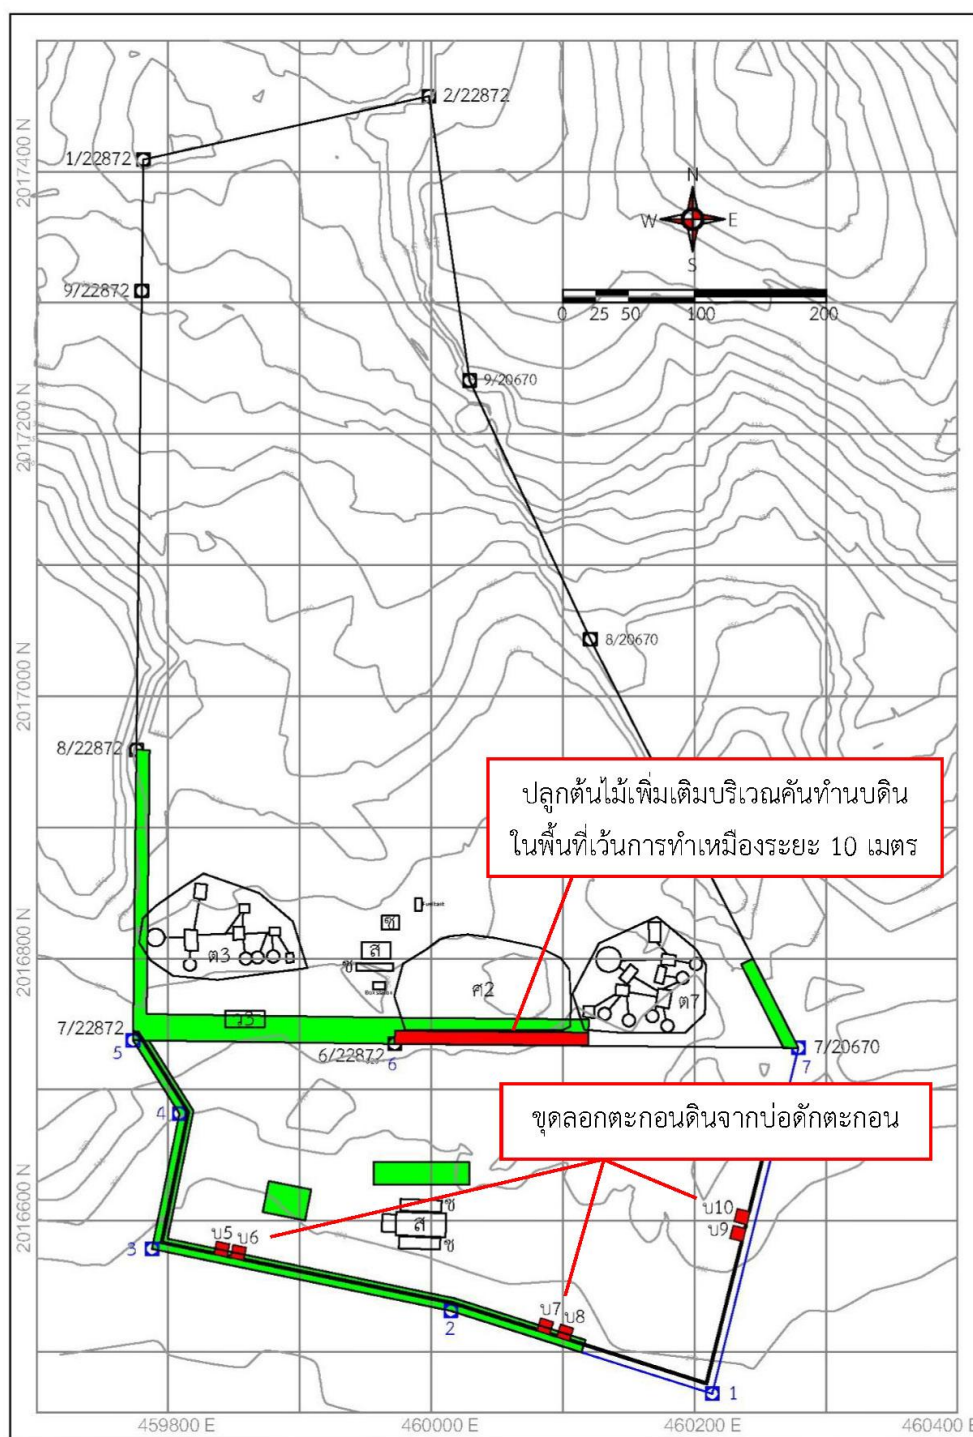 2/22872
1/22872
2017400 N
N
W
E
S
9/22872
0 25 50 100 200
9/20670
2017200 N
8/20670
2017000 N
8/22872
ปลูกต้นไม้เพิ่มเติมบริเวณคันทำนบดิน
ในพื้นที่เว้นการทำเหมืองระยะ 10 เมตร
2016800 N
ต3
ช
ส
ช
ศ2
ต7
ว3
7/22872
5
6/22872
6
7/20670
7
4
ขุดลอกตะกอนดินจากบ่อดักตะกอน
2016600 N
บ10
บ9
ช
ส
ช
บ5
บ6
3
บ7
บ8
2
1
459800 E
460000 E
460200 E
460400 E